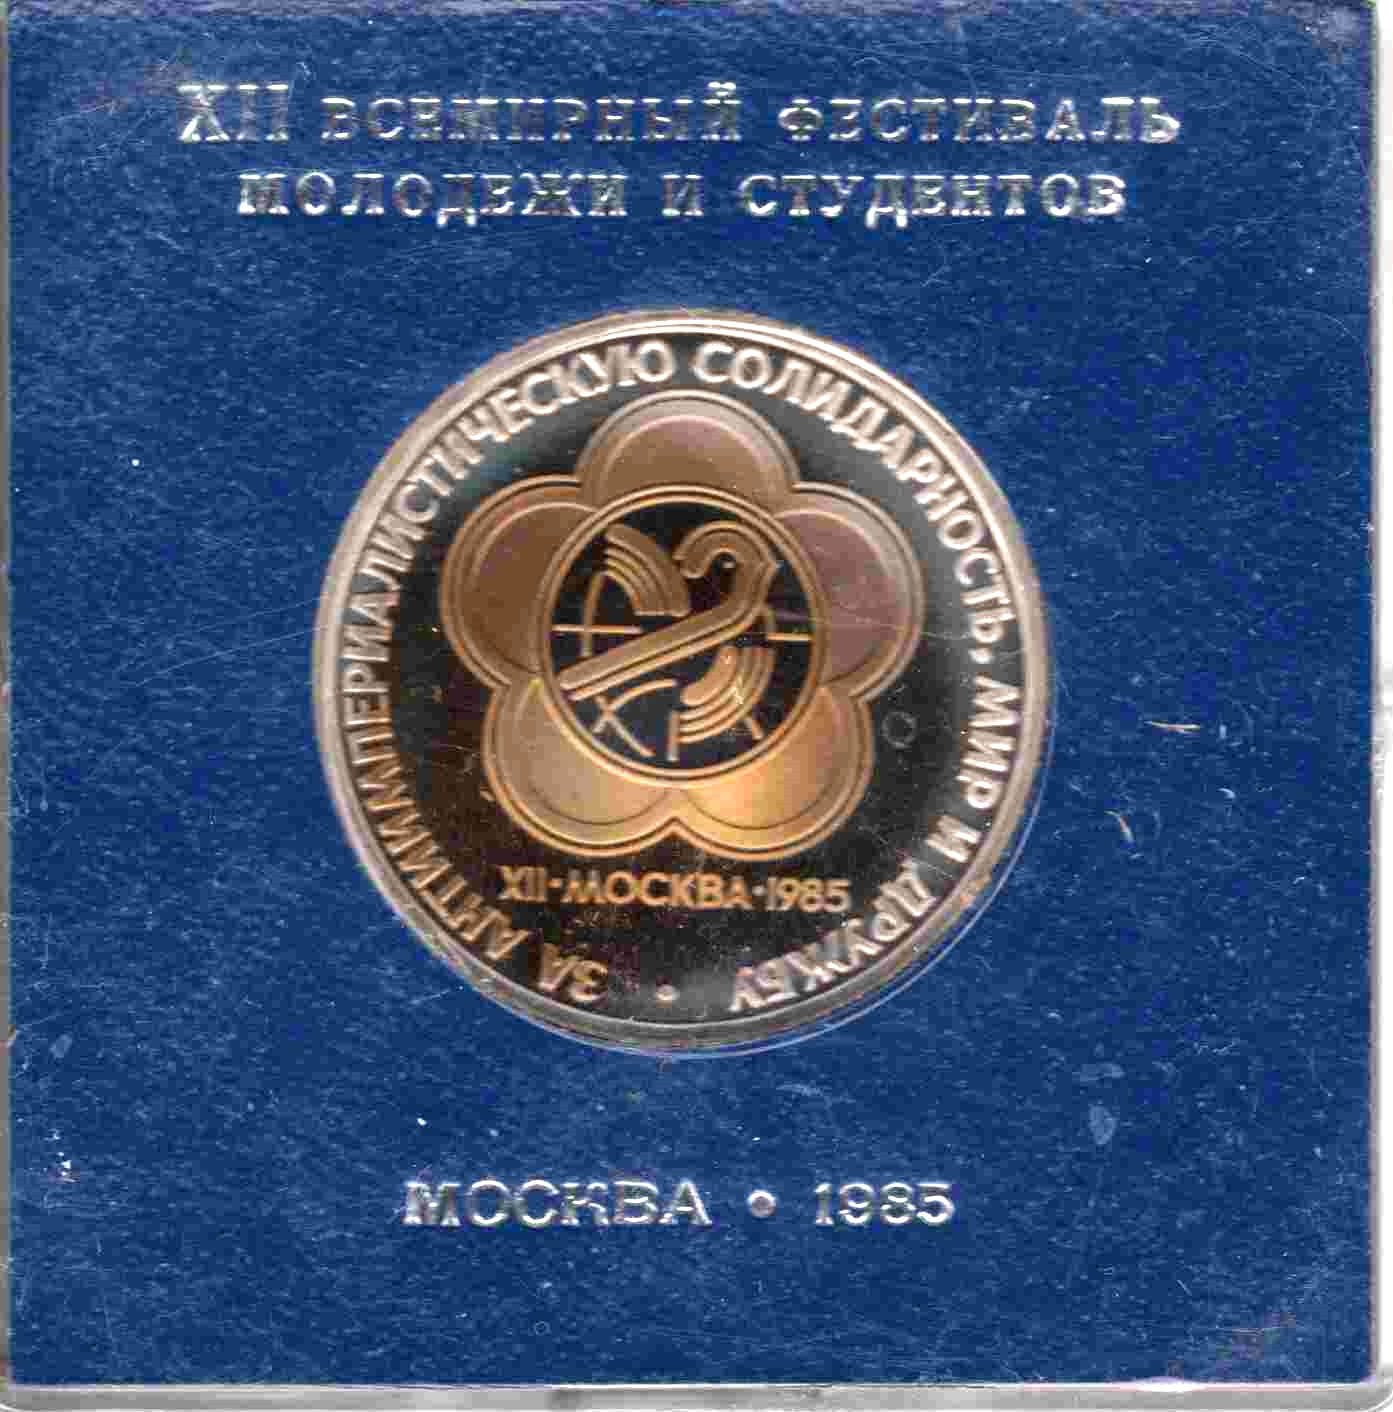 XII ВСЕМИРНЫЙ ФЕСТИВАЛЬ
МОЛОДЕЖИ И СТУДЕНТОВ
ЗА АНТИИМПЕРИАЛИСТИЧЕСКУЮ СОЛИДАРНОСТЬ, МИР И ДРУЖБУ •
XII•МОСКВА•1985
МОСКВА • 1985